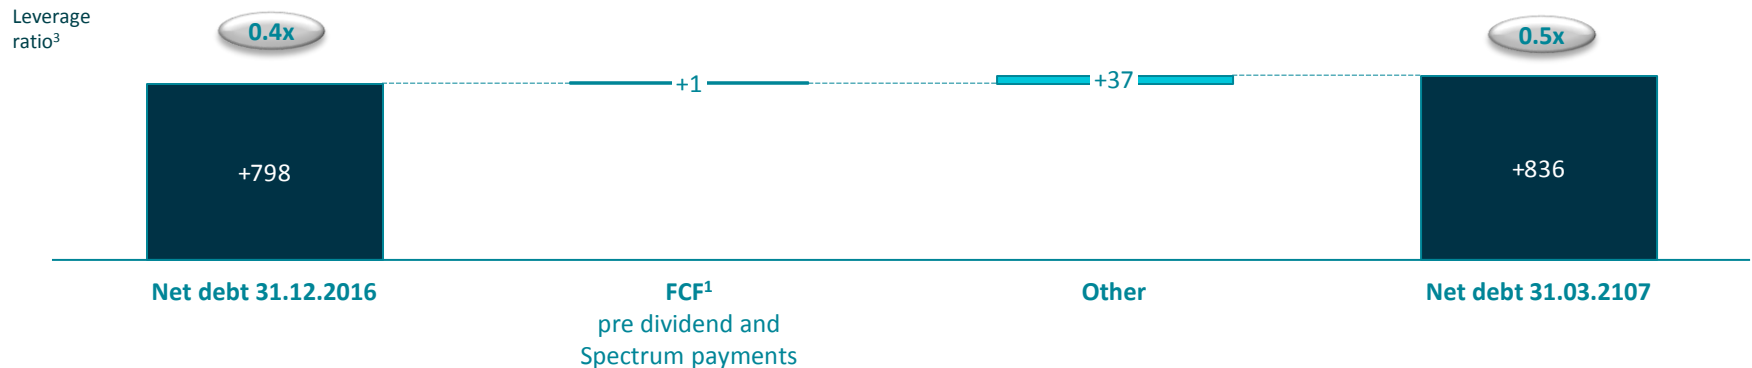 Leverage
ratio³
0.4x
0.5x
+1
+37
+798
+836
Net debt 31.12.2016
FCF¹
pre dividend and
Spectrum payments
Other
Net debt 31.03.2107